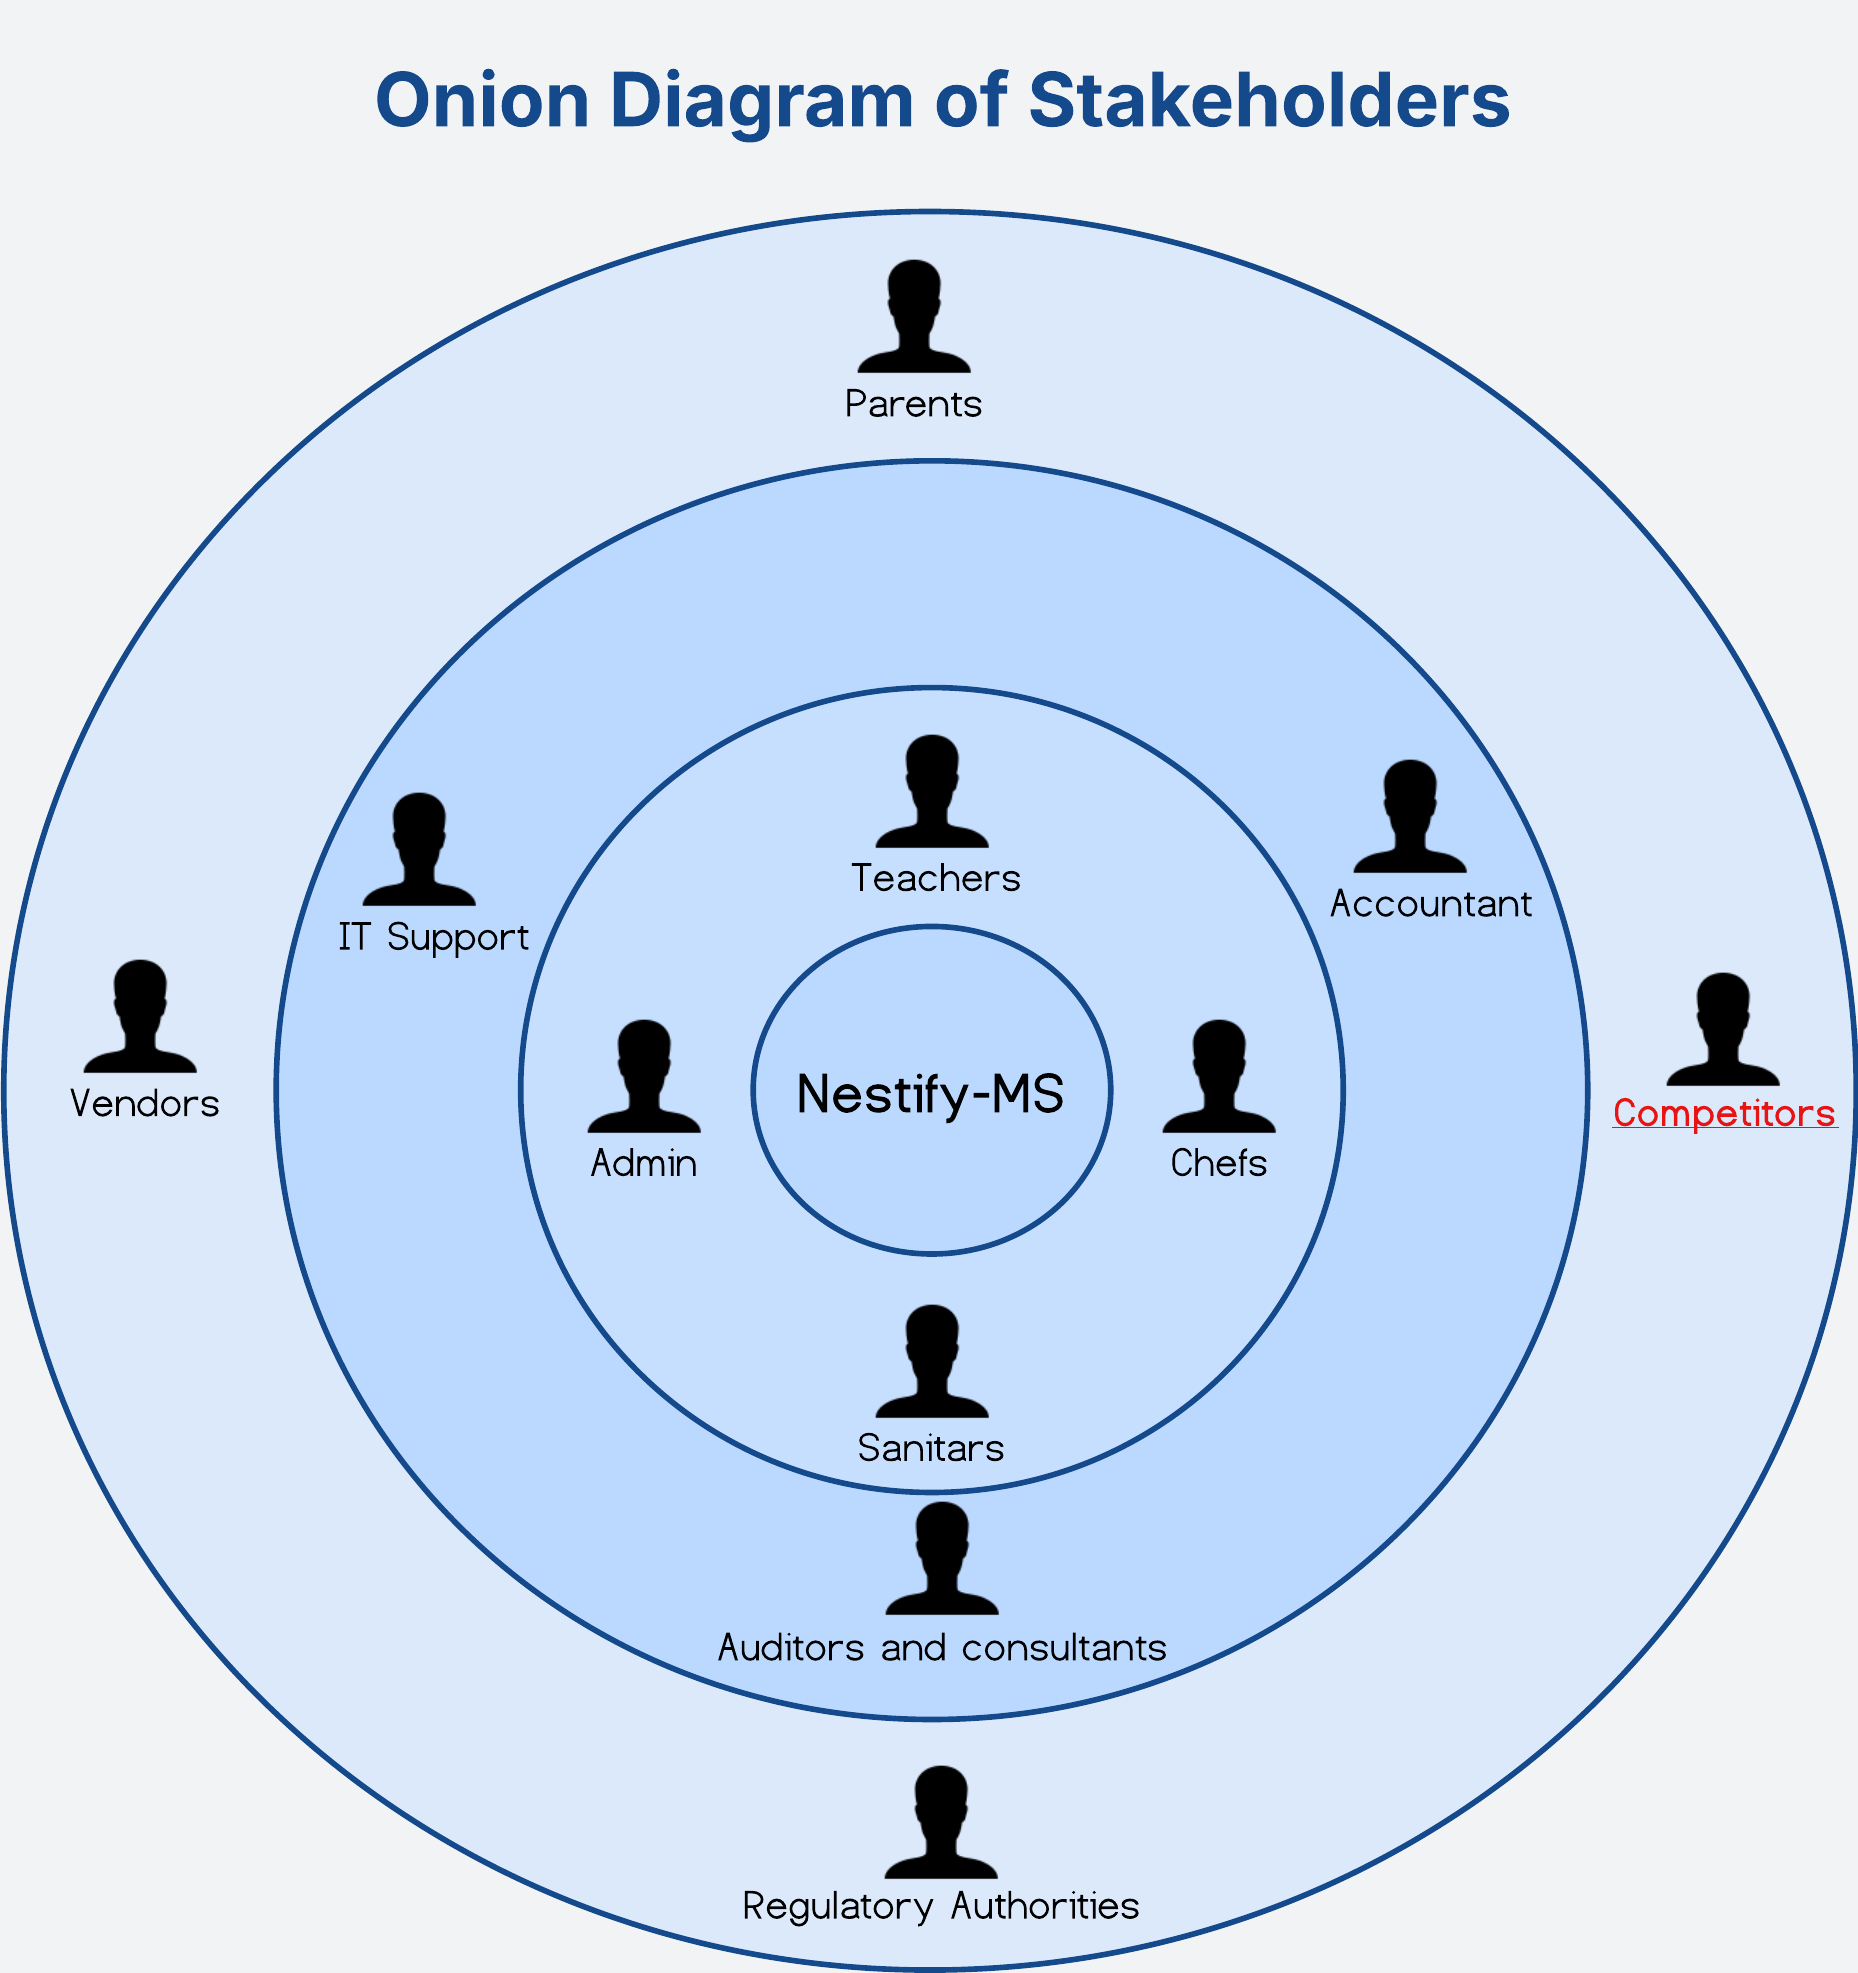 Onion Diagram of Stakeholders
Parents
Teachers
Accountant
IT Support
Vendors
Nestify-MS
Competitors
Admin
Chefs
Sanitars
Auditors and consultants
Regulatory Authorities